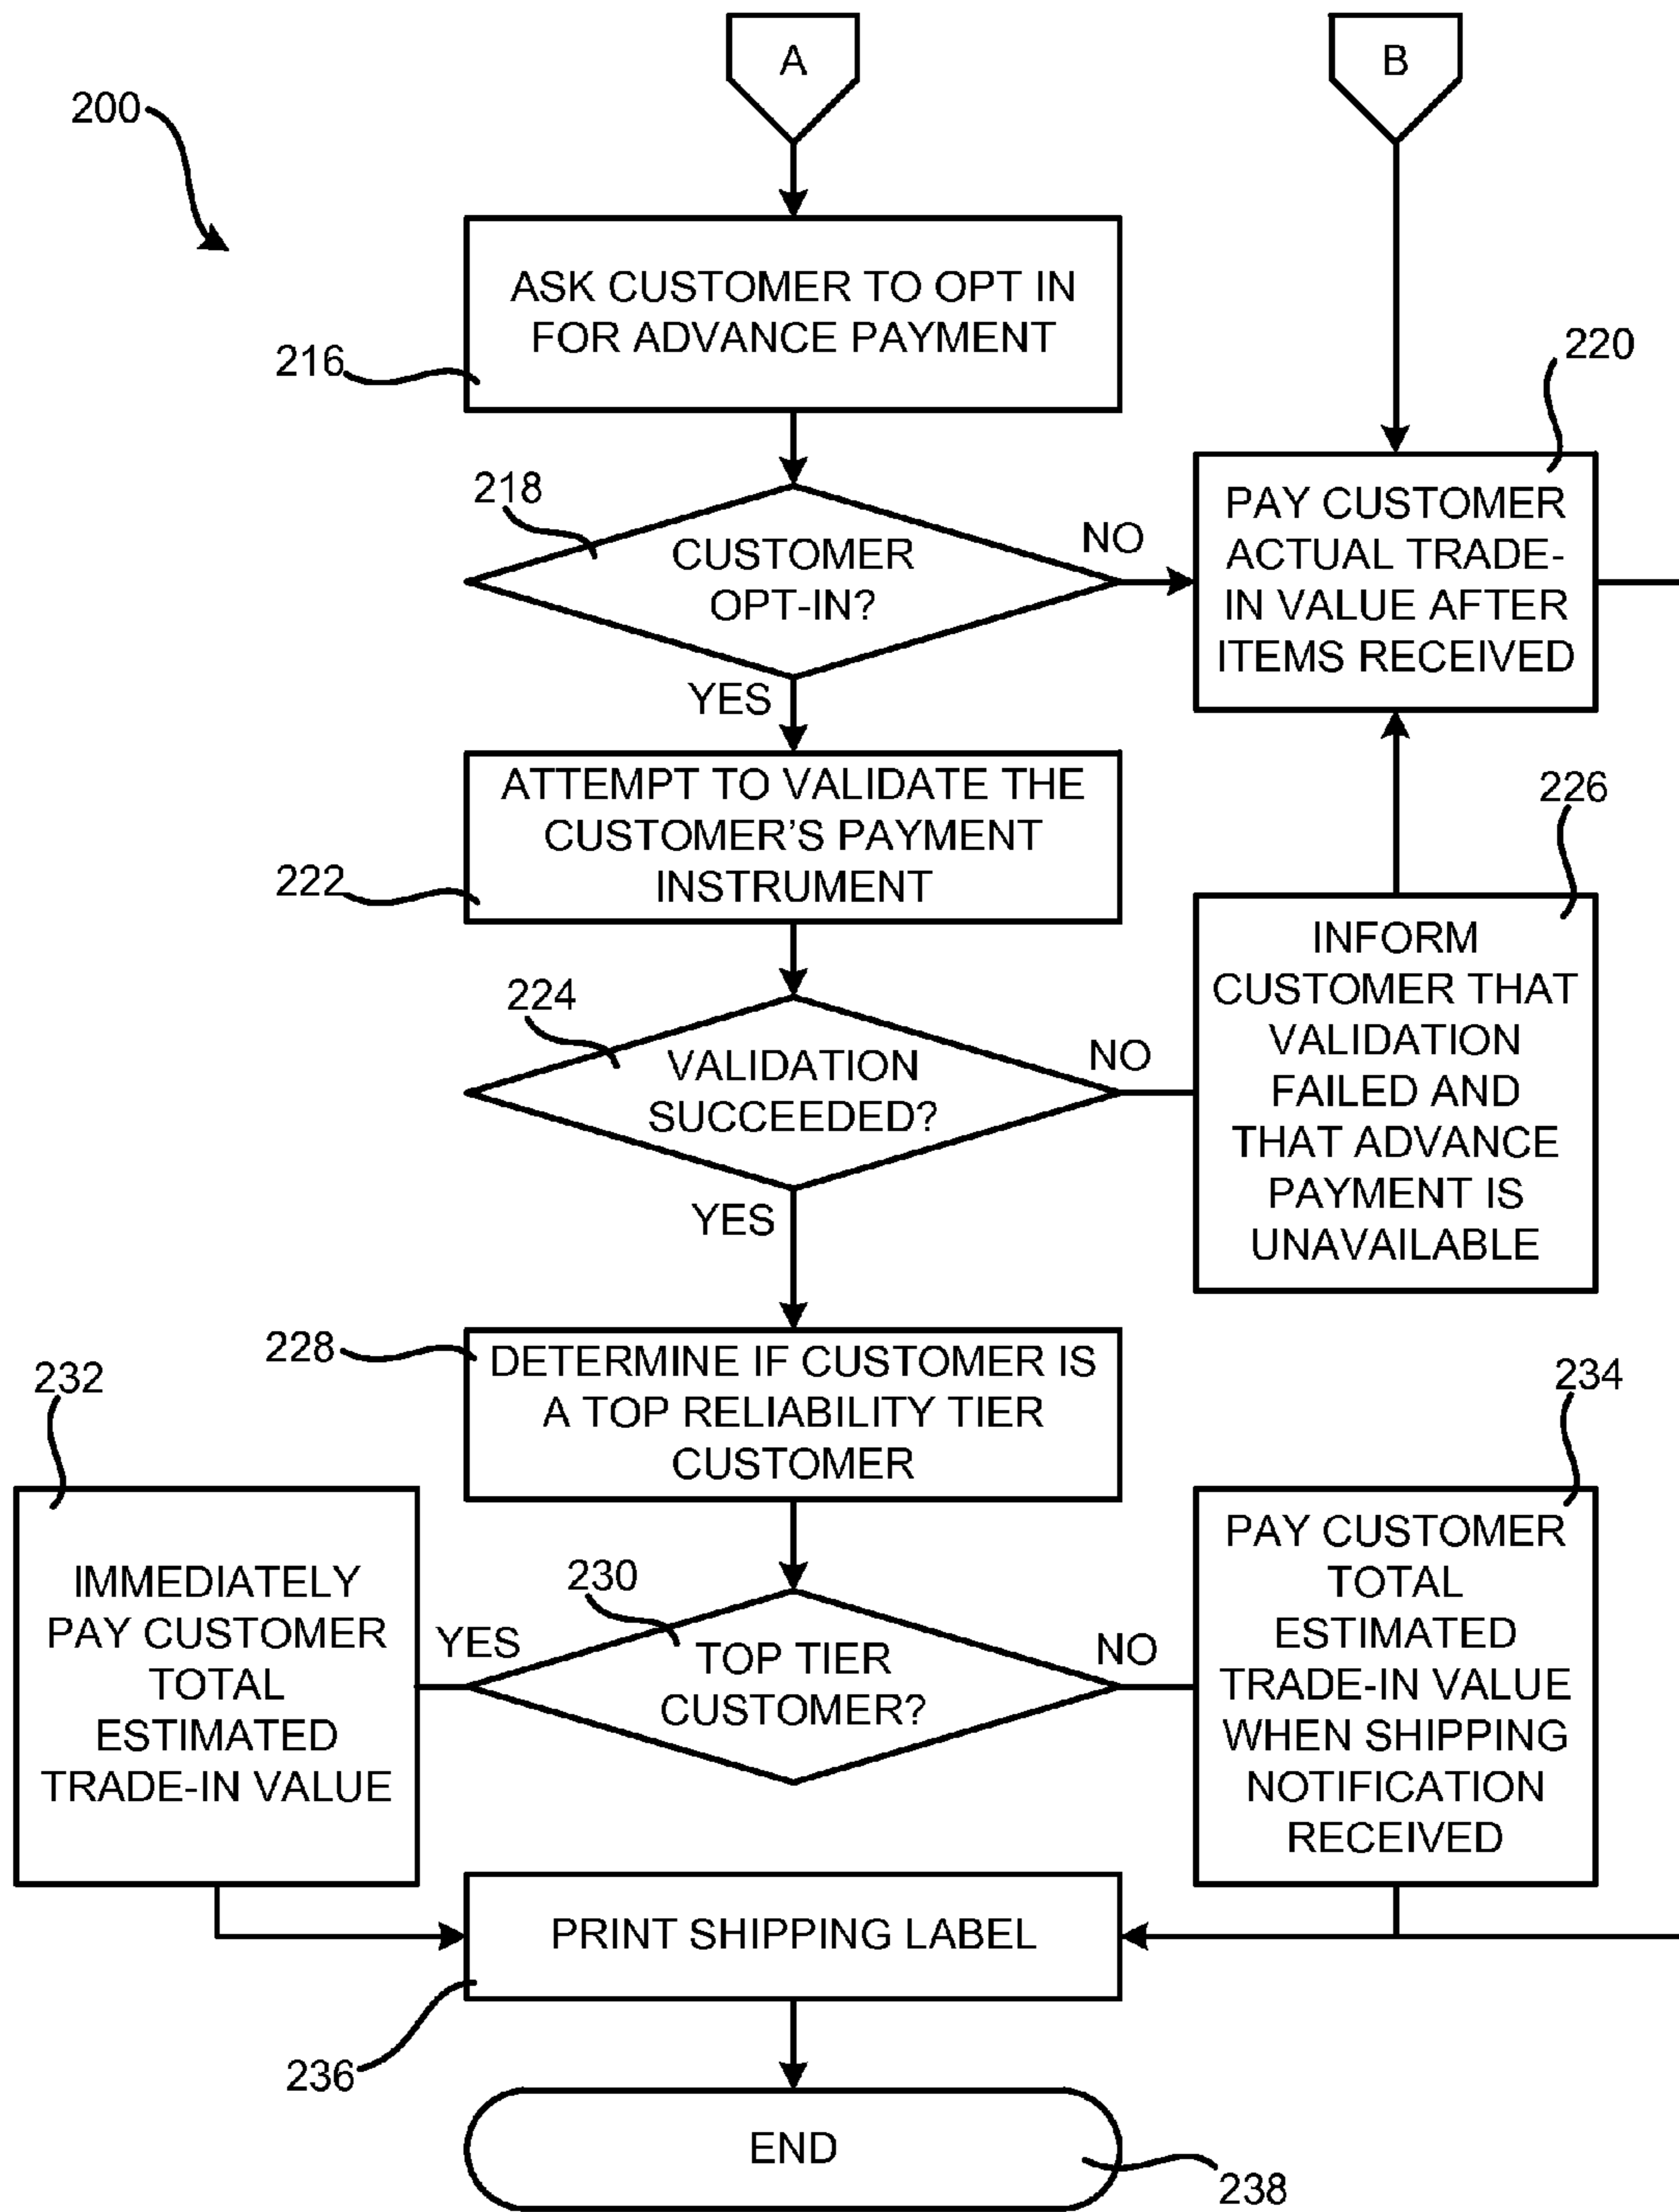 A
B
200
ASK CUSTOMER TO OPT IN
FOR ADVANCE PAYMENT
216
220
218
CUSTOMER
OPT-IN?
NO
PAY CUSTOMER
ACTUAL TRADE-
IN VALUE AFTER
ITEMS RECEIVED
YES
ATTEMPT TO VALIDATE THE
CUSTOMER'S PAYMENT
INSTRUMENT
222
226
INFORM
CUSTOMER THAT
VALIDATION
FAILED AND
THAT ADVANCE
PAYMENT IS
UNAVAILABLE
224
VALIDATION
SUCCEEDED?
NO
YES
228
DETERMINE IF CUSTOMER IS
A TOP RELIABILITY TIER
CUSTOMER
232
234
IMMEDIATELY
PAY CUSTOMER
TOTAL
ESTIMATED
TRADE-IN VALUE
230
YES
TOP TIER
CUSTOMER?
NO
PAY CUSTOMER
TOTAL
ESTIMATED
TRADE-IN VALUE
WHEN SHIPPING
NOTIFICATION
RECEIVED
PRINT SHIPPING LABEL
236
END
238